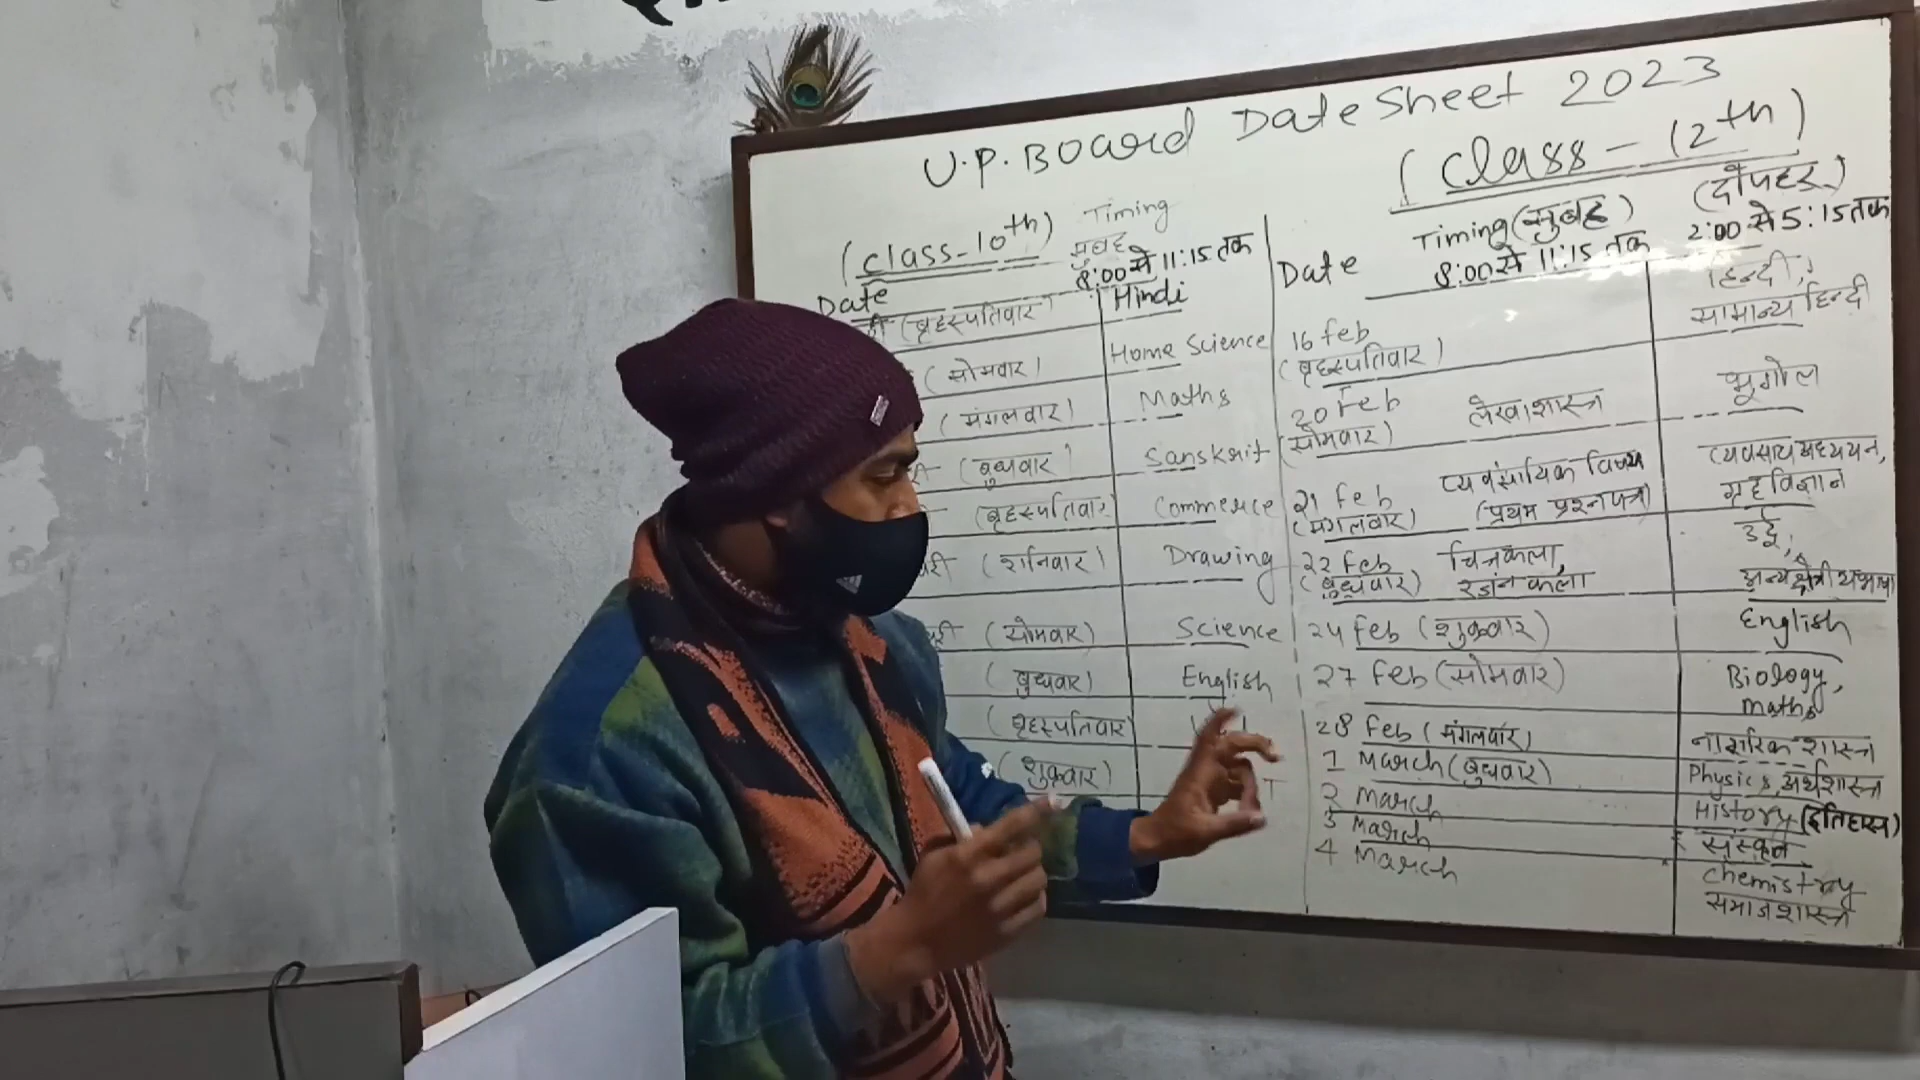 U.P. Board Date Sheet 2023
(Class-10th) Timing
सुबह
8:00 से 11:15 तक
Date
(बृहस्पतिवार) Hindi
(सोमवार) Home Science
(मंगलवार) Maths
(बुधवार) Sanskrit
(बृहस्पतिवार) Commerce
(शनिवार) Drawing
(सोमवार) Science
(बुधवार) English
(बृहस्पतिवार)
(शुक्रवार)
(Class-12th)
Date Timing (सुबह) (दोपहर)
8:00 से 11:15 तक 2:00 से 5:15 तक
16 Feb हिन्दी,
(बृहस्पतिवार) सामान्य हिन्दी
20 Feb लेखाशास्त्र भूगोल
(सोमवार)
21 Feb व्यवसायिक विषय व्यवसाय अध्ययन,
(मंगलवार) (प्रथम प्रश्नपत्र) गृहविज्ञान
22 Feb चित्रकला, उर्दू,
(बुधवार) रंजनकला अन्य क्षेत्रीय भाषा
24 Feb (शुक्रवार) English
27 Feb (सोमवार) Biology,
Maths
28 Feb (मंगलवार) नागरिक शास्त्र
1 March (बुधवार) Physics, अर्थशास्त्र
2 March History (इतिहास)
3 March संस्कृत
4 March Chemistry
समाजशास्त्र